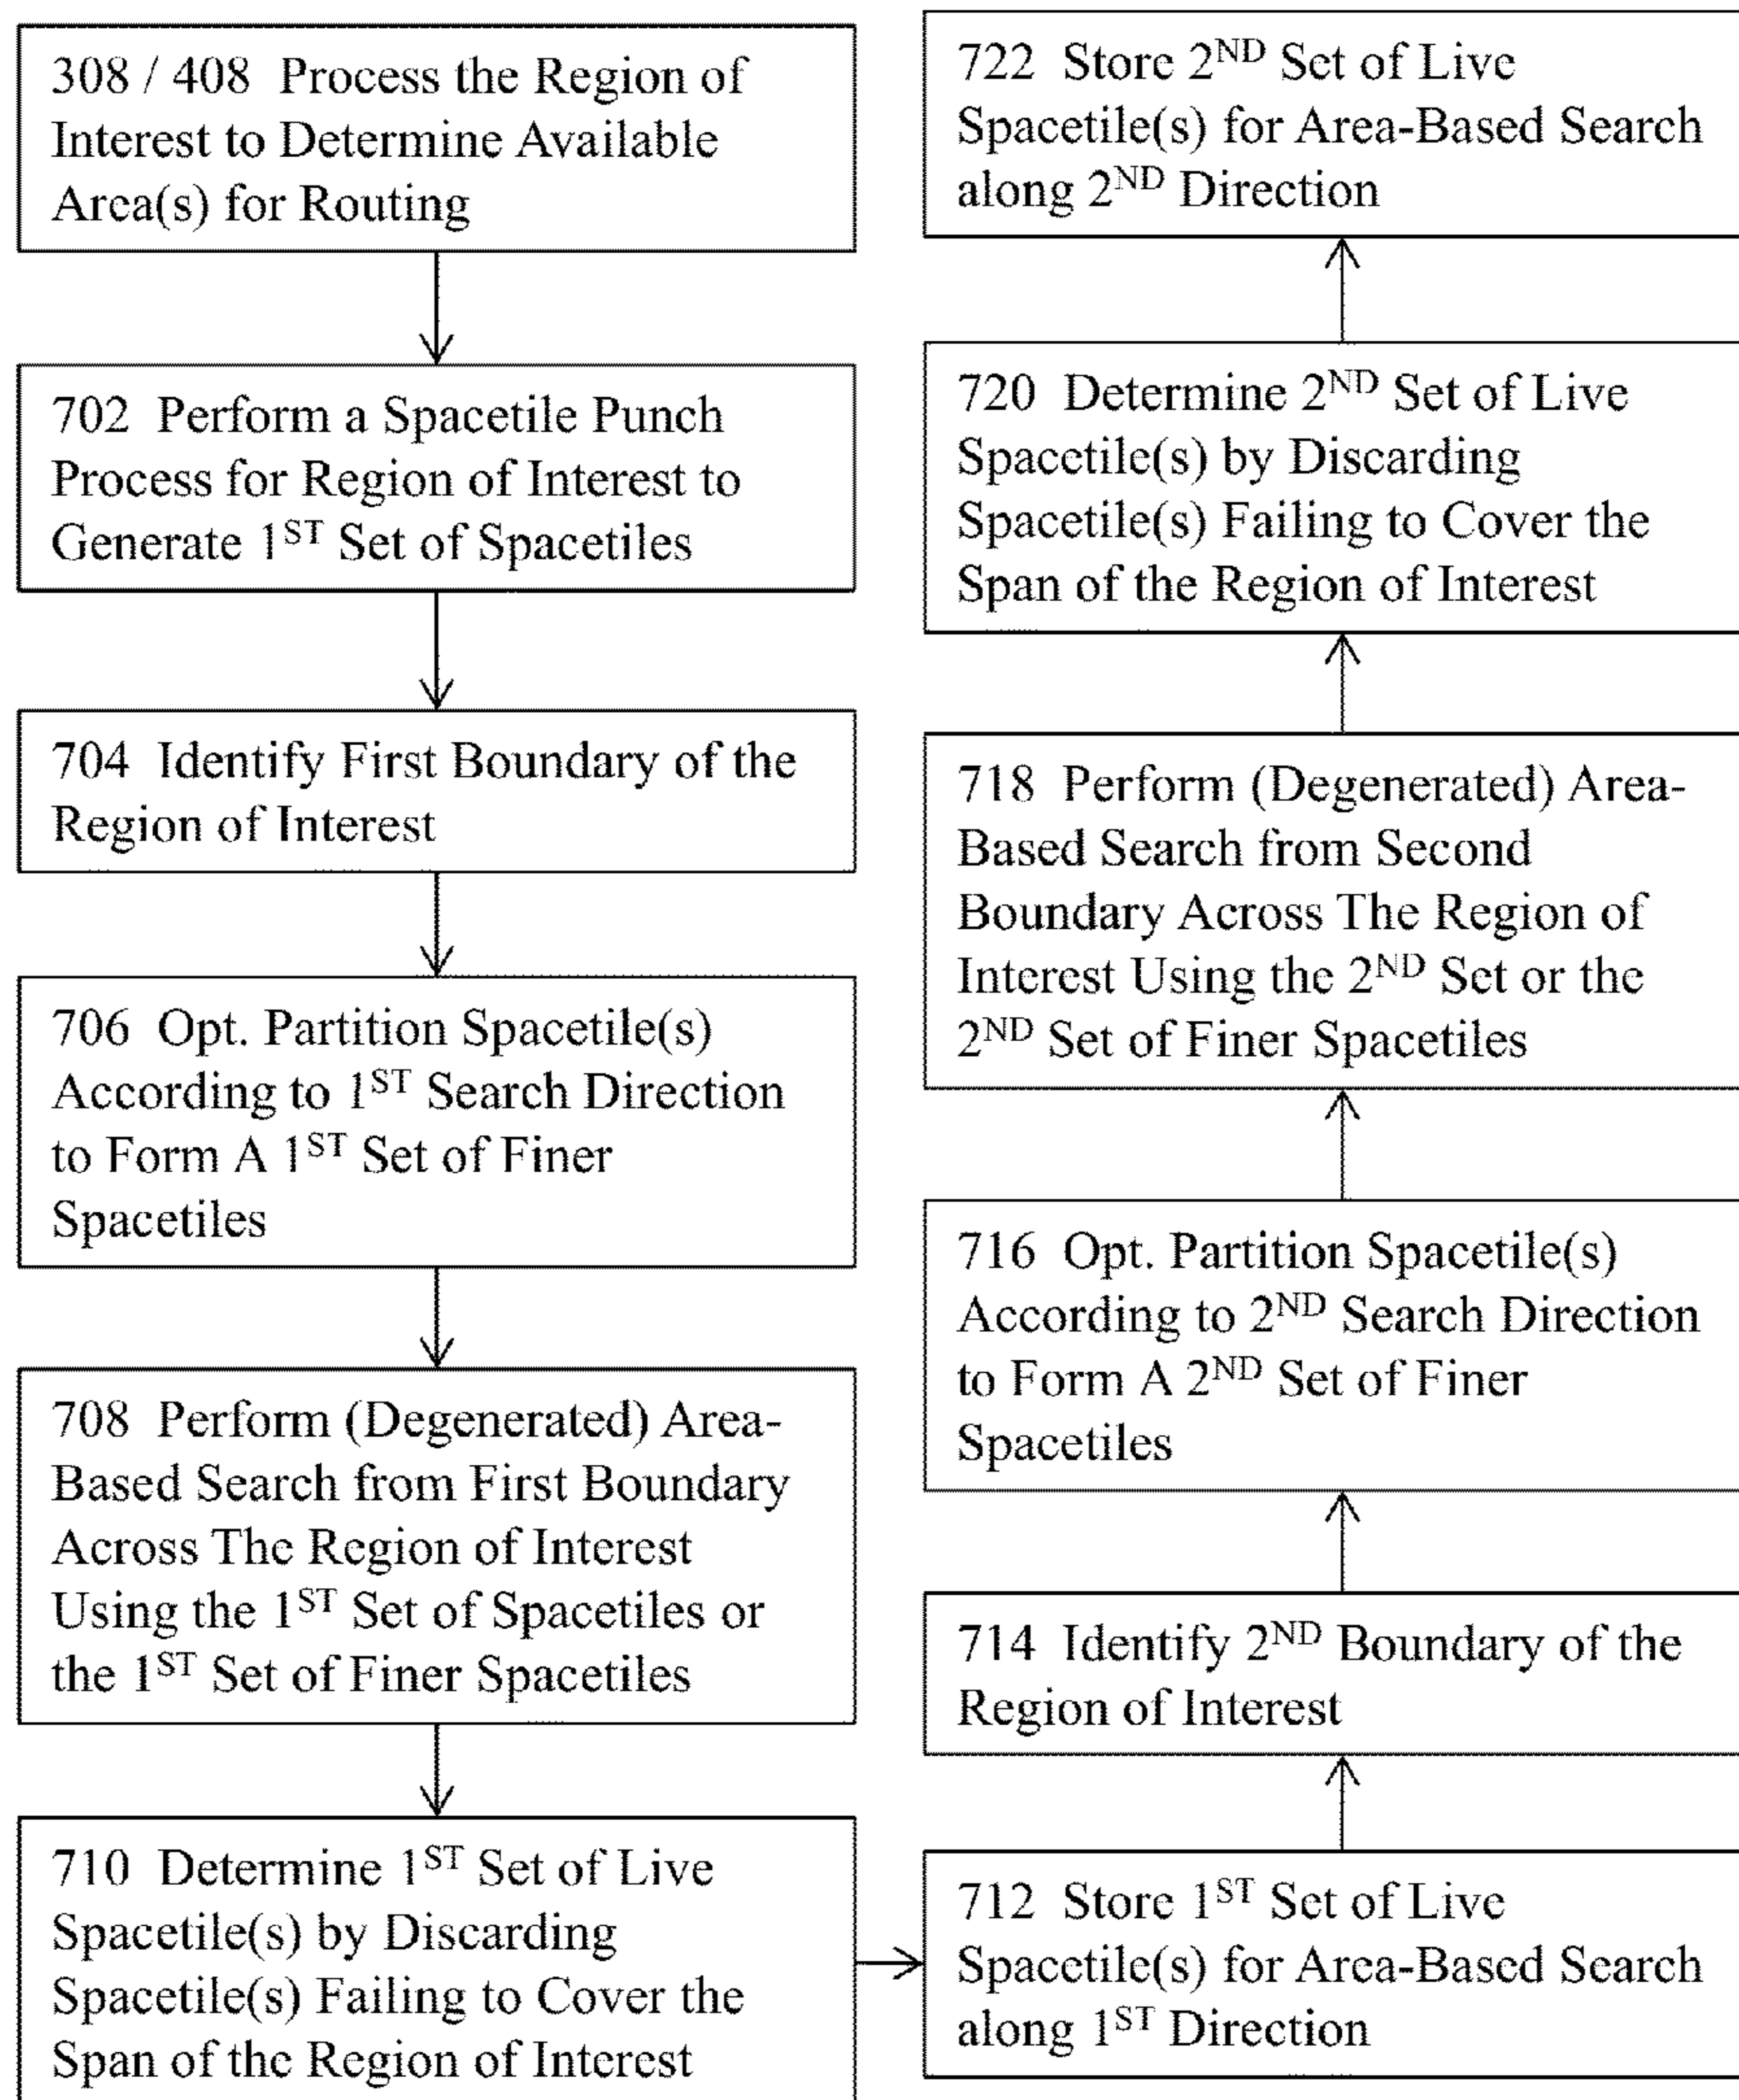 308 / 408 Process the Region of
Interest to Determine Available
Area(s) for Routing
702 Perform a Spacetile Punch
Process for Region of Interest to
Generate 1ST Set of Spacetiles
704 Identify First Boundary of the
Region of Interest
706 Opt. Partition Spacetile(s)
According to 1ST Search Direction
to Form A 1ST Set of Finer
Spacetiles
708 Perform (Degenerated) Area-
Based Search from First Boundary
Across The Region of Interest
Using the 1ST Set of Spacetiles or
the 1ST Set of Finer Spacetiles
710 Determine 1ST Set of Live
Spacetile(s) by Discarding
Spacetile(s) Failing to Cover the
Span of the Region of Interest
712 Store 1ST Set of Live
Spacetile(s) for Area-Based Search
along 1ST Direction
714 Identify 2ND Boundary of the
Region of Interest
716 Opt. Partition Spacetile(s)
According to 2ND Search Direction
to Form A 2ND Set of Finer
Spacetiles
718 Perform (Degenerated) Area-
Based Search from Second
Boundary Across The Region of
Interest Using the 2ND Set or the
2ND Set of Finer Spacetiles
720 Determine 2ND Set of Live
Spacetile(s) by Discarding
Spacetile(s) Failing to Cover the
Span of the Region of Interest
722 Store 2ND Set of Live
Spacetile(s) for Area-Based Search
along 2ND Direction